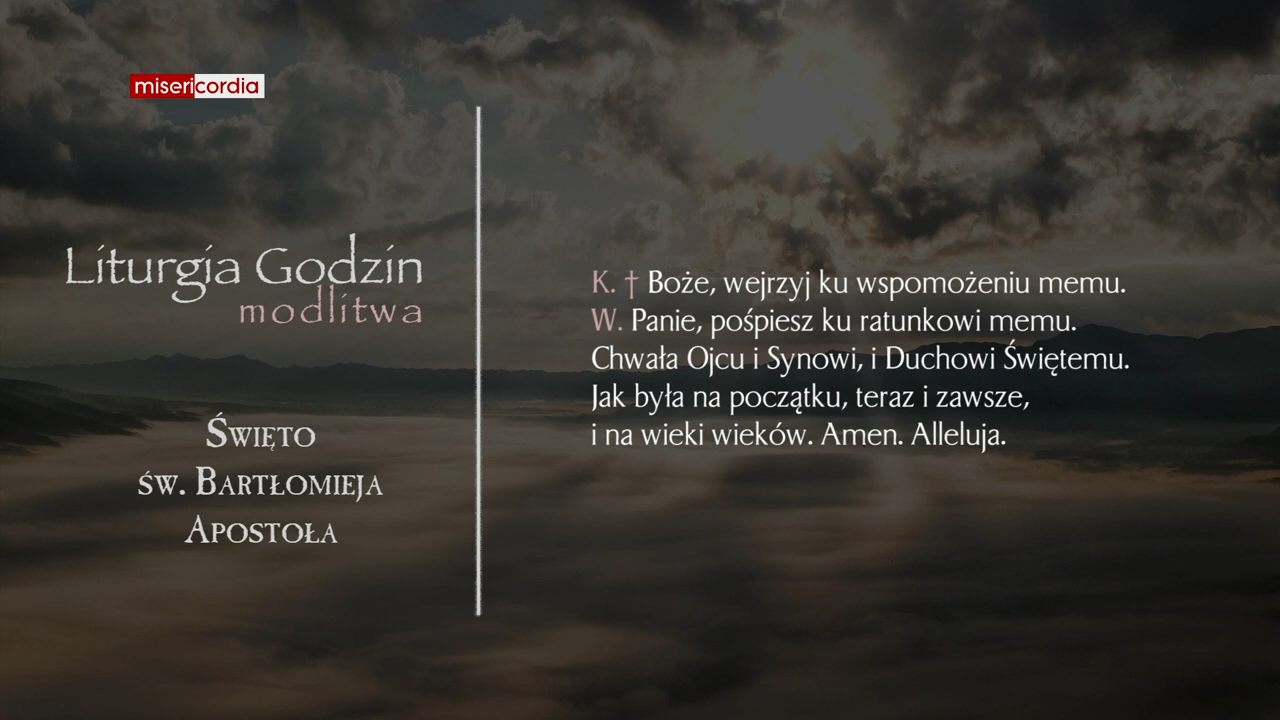 misericordia
Liturgia Godzin
modlitwa
Święto
św. Bartłomieja
Apostoła
K. † Boże, wejrzyj ku wspomożeniu memu.
W. Panie, pośpiesz ku ratunkowi memu.
Chwała Ojcu i Synowi, i Duchowi Świętemu.
Jak była na początku, teraz i zawsze,
i na wieki wieków. Amen. Alleluja.